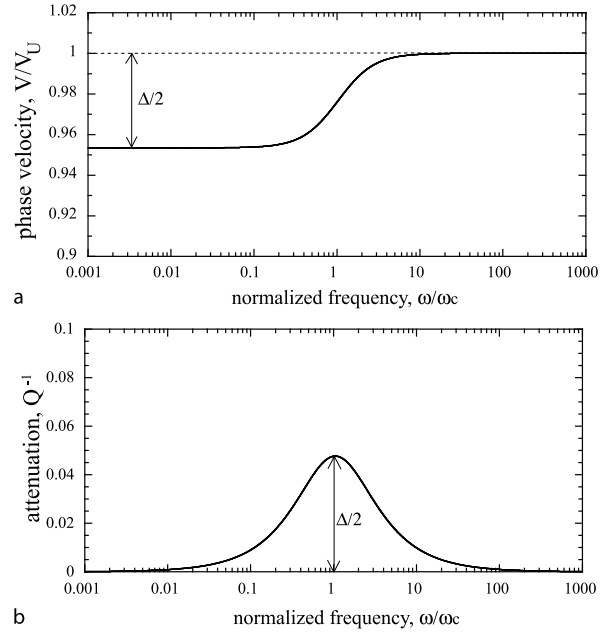 1.02
1
0.98
0.96
0.94
0.92
0.9
phase velocity, V/V_U
Δ/2
0.001 0.01 0.1 1 10 100 1000
normalized frequency, ω/ωc
a
0.1
0.08
0.06
0.04
0.02
0
attenuation, Q⁻¹
Δ/2
0.001 0.01 0.1 1 10 100 1000
normalized frequency, ω/ωc
b